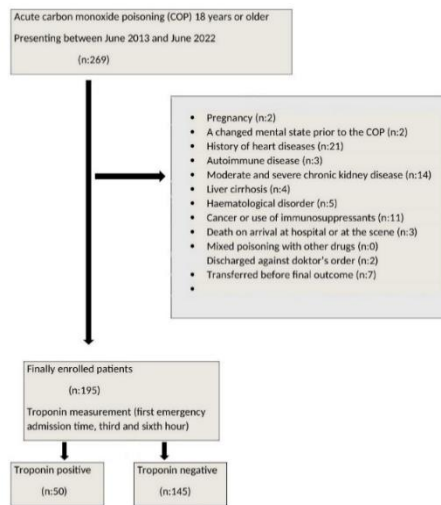 Acute carbon monoxide poisoning (COP) 18 years or older
Presenting between June 2013 and June 2022
(n:269)
• Pregnancy (n:2)
• A changed mental state prior to the COP (n:2)
• History of heart diseases (n:21)
• Autoimmune disease (n:3)
• Moderate and severe chronic kidney disease (n:14)
• Liver cirrhosis (n:4)
• Haematological disorder (n:5)
• Cancer or use of immunosuppressants (n:11)
• Death on arrival at hospital or at the scene (n:3)
• Mixed poisoning with other drugs (n:0)
Discharged against doktor's order (n:2)
• Transferred before final outcome (n:7)
•
Finally enrolled patients
(n:195)
Troponin measurement (first emergency
admission time, third and sixth hour)
Troponin positive
(n:50)
Troponin negative
(n:145)